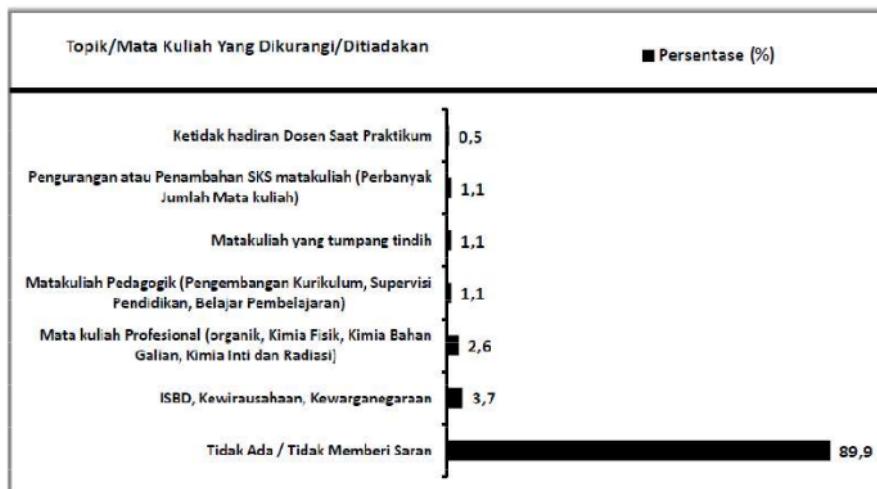 Topik/Mata Kuliah Yang Dikurangi/Ditiadakan
Persentase (%)
Ketidak hadiran Dosen Saat Praktikum
0,5
Pengurangan atau Penambahan SKS matakuliah (Perbanyak
Jumlah Mata kuliah)
1,1
Matakuliah yang tumpang tindih
1,1
Matakuliah Pedagogik (Pengembangan Kurikulum, Supervisi
Pendidikan, Belajar Pembelajaran)
1,1
Mata kuliah Profesional (organik, Kimia Fisik, Kimia Bahan
Galian, Kimia Inti dan Radiasi)
2,6
ISBD, Kewirausahaan, Kewarganegaraan
3,7
Tidak Ada / Tidak Memberi Saran
89,9